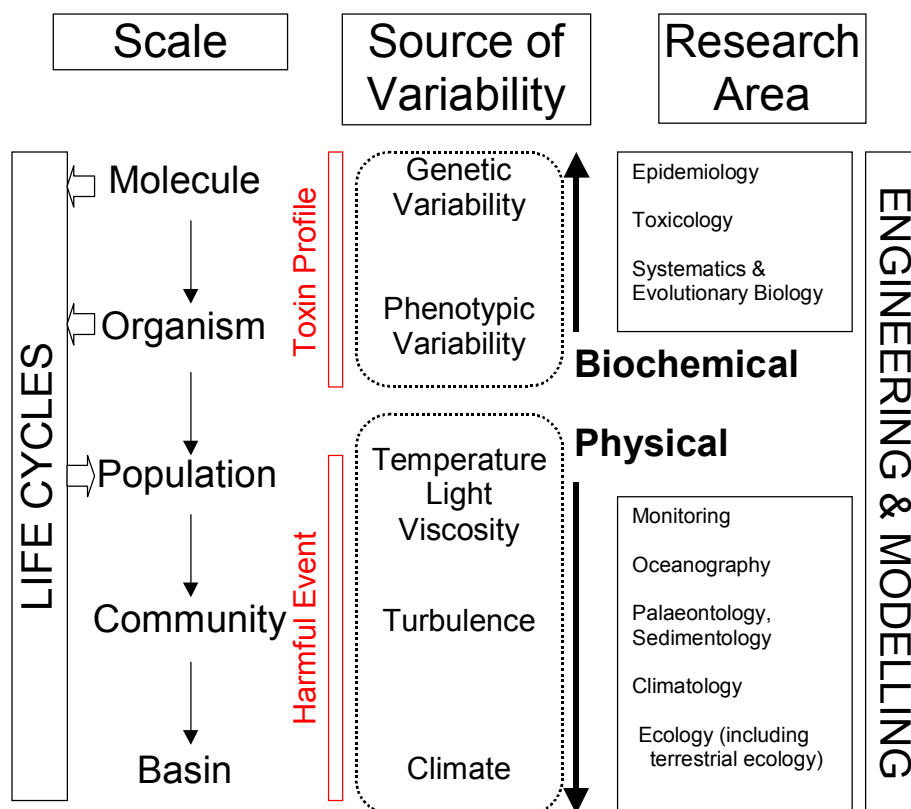 Scale
Source of
Variability
Research
Area
LIFE CYCLES
Molecule
Organism
Population
Community
Basin
Toxin Profile
Harmful Event
Genetic
Variability
Phenotypic
Variability
Biochemical
Physical
Temperature
Light
Viscosity
Turbulence
Climate
Epidemiology
Toxicology
Systematics &
Evolutionary Biology
Monitoring
Oceanography
Palaeontology,
Sedimentology
Climatology
Ecology (including
terrestrial ecology)
ENGINEERING & MODELLING